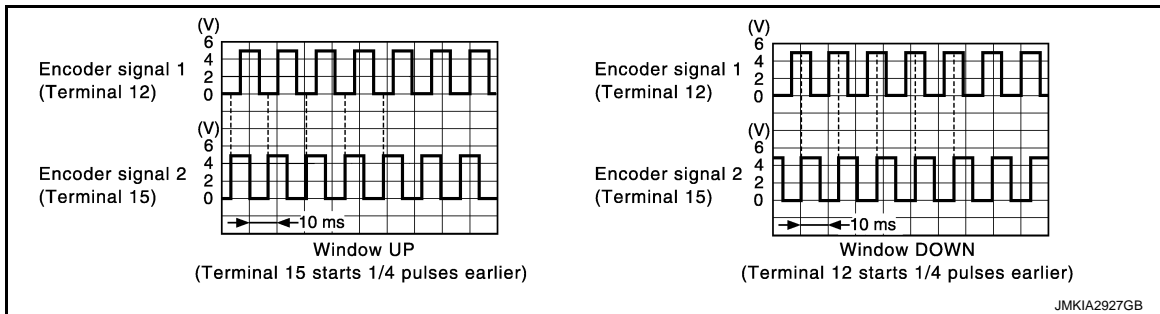 (V)
6
4
2
0
Encoder signal 1
(Terminal 12)
(V)
6
4
2
0
Encoder signal 2
(Terminal 15)
10 ms
Window UP
(Terminal 15 starts 1/4 pulses earlier)
(V)
6
4
2
0
Encoder signal 1
(Terminal 12)
(V)
6
4
2
0
Encoder signal 2
(Terminal 15)
10 ms
Window DOWN
(Terminal 12 starts 1/4 pulses earlier)
JMKIA2927GB